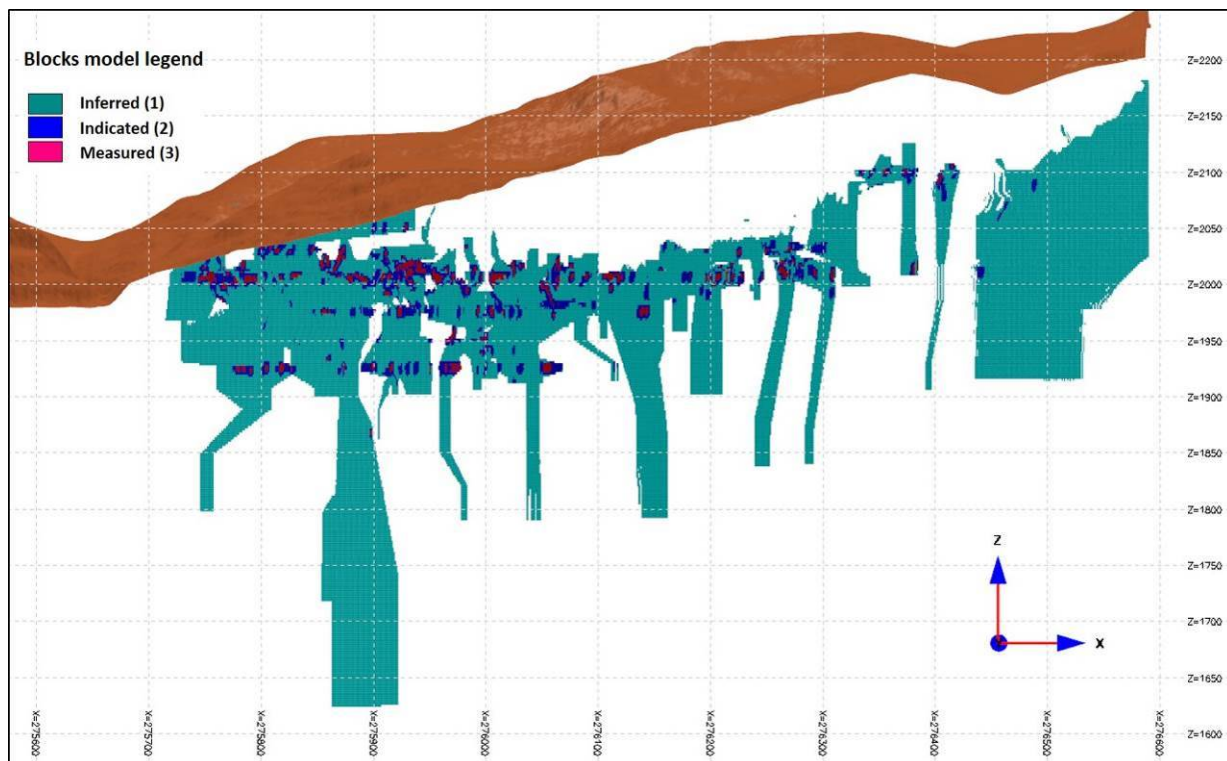 Blocks model legend
Inferred (1)
Indicated (2)
Measured (3)
Z=2200
Z=2150
Z=2100
Z=2050
Z=2000
Z=1950
Z=1900
Z=1850
Z=1800
Z=1750
Z=1700
Z=1650
Z=1600
Z
X
X=275600
X=275700
X=275800
X=275900
X=276000
X=276100
X=276200
X=276300
X=276400
X=276500
X=276600